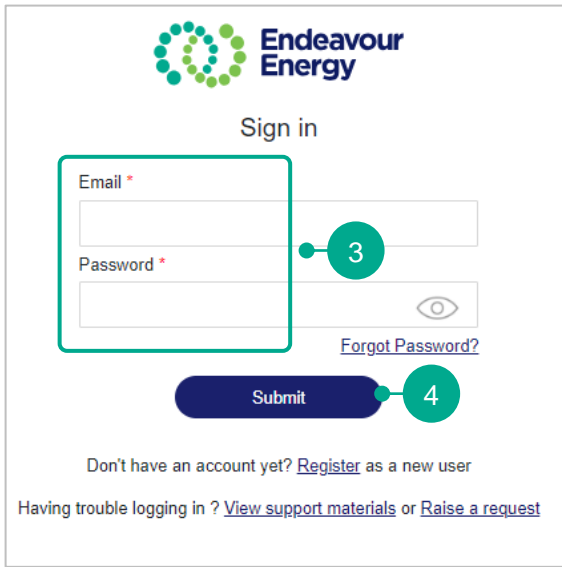 Endeavour
Energy
Sign in
Email *
3
Password *
Forgot Password?
Submit
4
Don't have an account yet? Register as a new user
Having trouble logging in ? View support materials or Raise a request